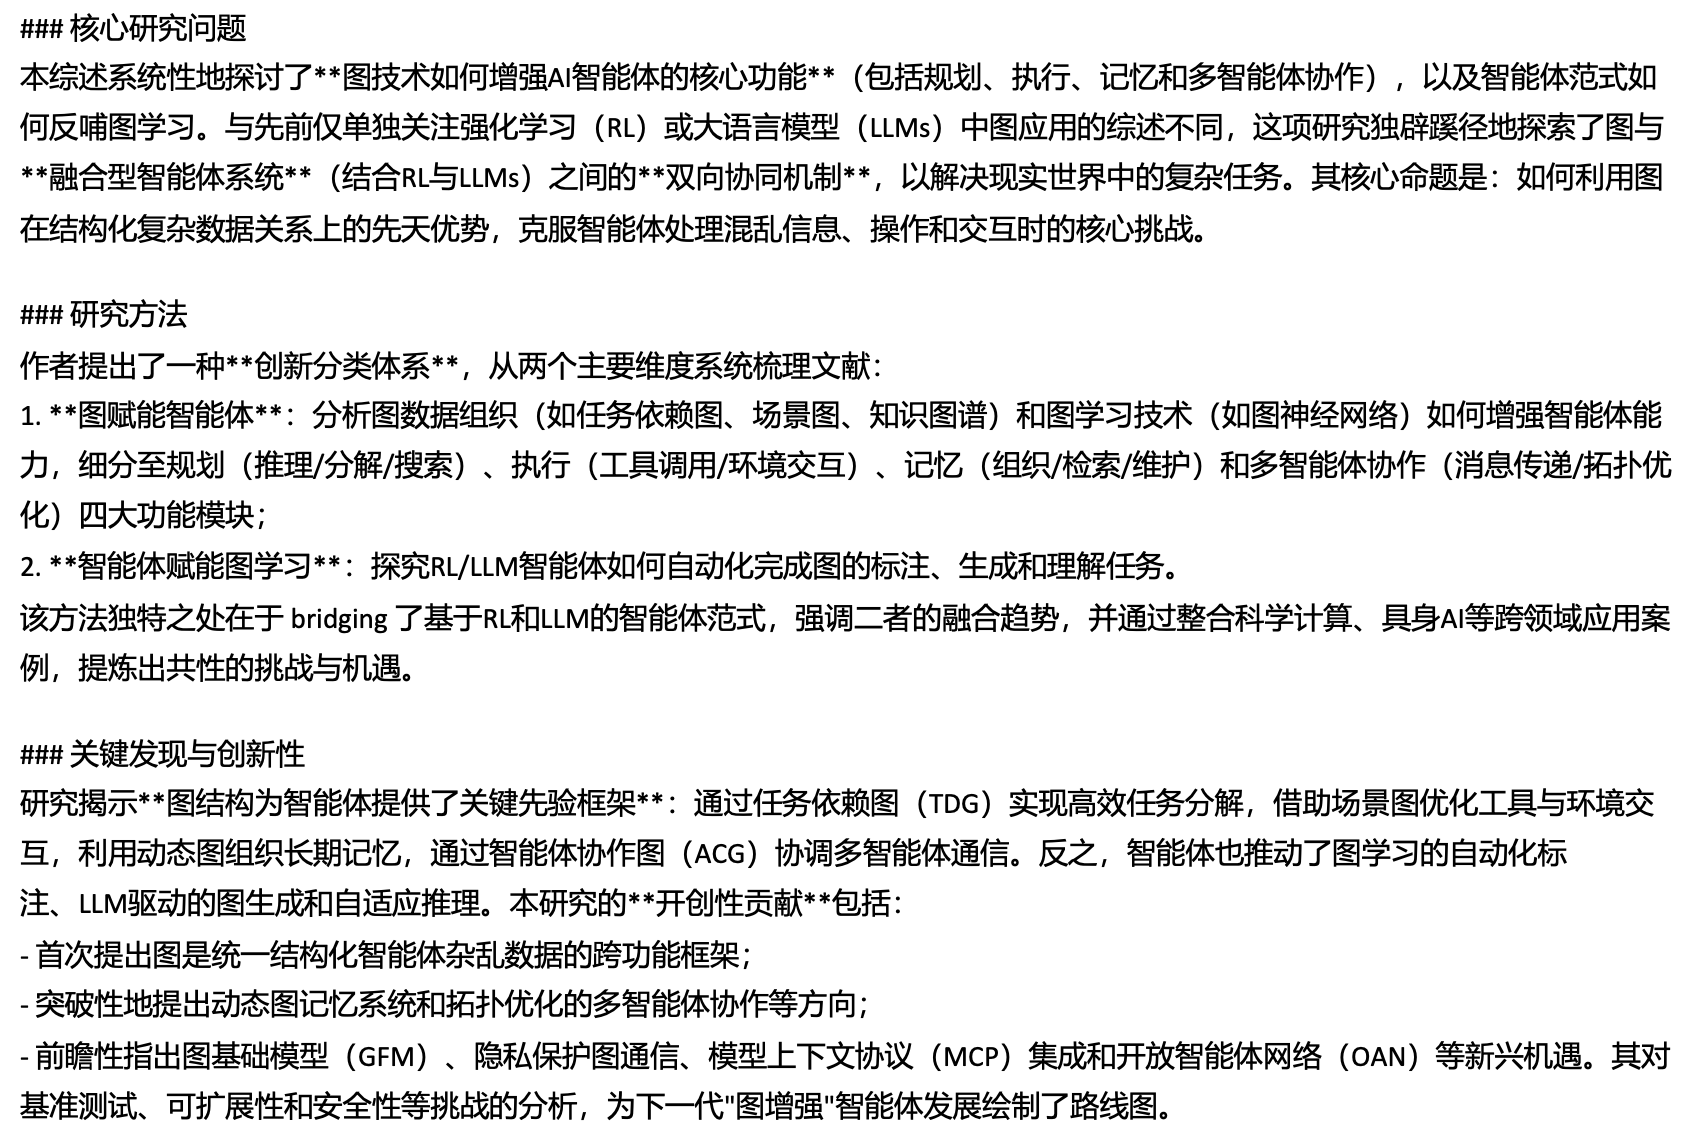 ### 核心研究问题
本综述系统性地探讨了**图技术如何增强AI智能体的核心功能**（包括规划、执行、记忆和多智能体协作），以及智能体范式如
何反哺图学习。与先前仅单独关注强化学习（RL）或大语言模型（LLMs）中图应用的综述不同，这项研究独辟蹊径地探索了图与
**融合型智能体系统**（结合RL与LLMs）之间的**双向协同机制**，以解决现实世界中的复杂任务。其核心命题是：如何利用图
在结构化复杂数据关系上的先天优势，克服智能体处理混乱信息、操作和交互时的核心挑战。
### 研究方法
作者提出了一种**创新分类体系**，从两个主要维度系统梳理文献：
1. **图赋能智能体**：分析图数据组织（如任务依赖图、场景图、知识图谱）和图学习技术（如图神经网络）如何增强智能体能
力，细分至规划（推理/分解/搜索）、执行（工具调用/环境交互）、记忆（组织/检索/维护）和多智能体协作（消息传递/拓扑优
化）四大功能模块；
2. **智能体赋能图学习**：探究RL/LLM智能体如何自动化完成图的标注、生成和理解任务。
该方法独特之处在于 bridging 了基于RL和LLM的智能体范式，强调二者的融合趋势，并通过整合科学计算、具身AI等跨领域应用案
例，提炼出共性的挑战与机遇。
### 关键发现与创新性
研究揭示**图结构为智能体提供了关键先验框架**：通过任务依赖图（TDG）实现高效任务分解，借助场景图优化工具与环境交
互，利用动态图组织长期记忆，通过智能体协作图（ACG）协调多智能体通信。反之，智能体也推动了图学习的自动化标
注、LLM驱动的图生成和自适应推理。本研究的**开创性贡献**包括：
- 首次提出图是统一结构化智能体杂乱数据的跨功能框架；
- 突破性地提出动态图记忆系统和拓扑优化的多智能体协作等方向；
- 前瞻性指出图基础模型（GFM）、隐私保护图通信、模型上下文协议（MCP）集成和开放智能体网络（OAN）等新兴机遇。其对
基准测试、可扩展性和安全性等挑战的分析，为下一代"图增强"智能体发展绘制了路线图。